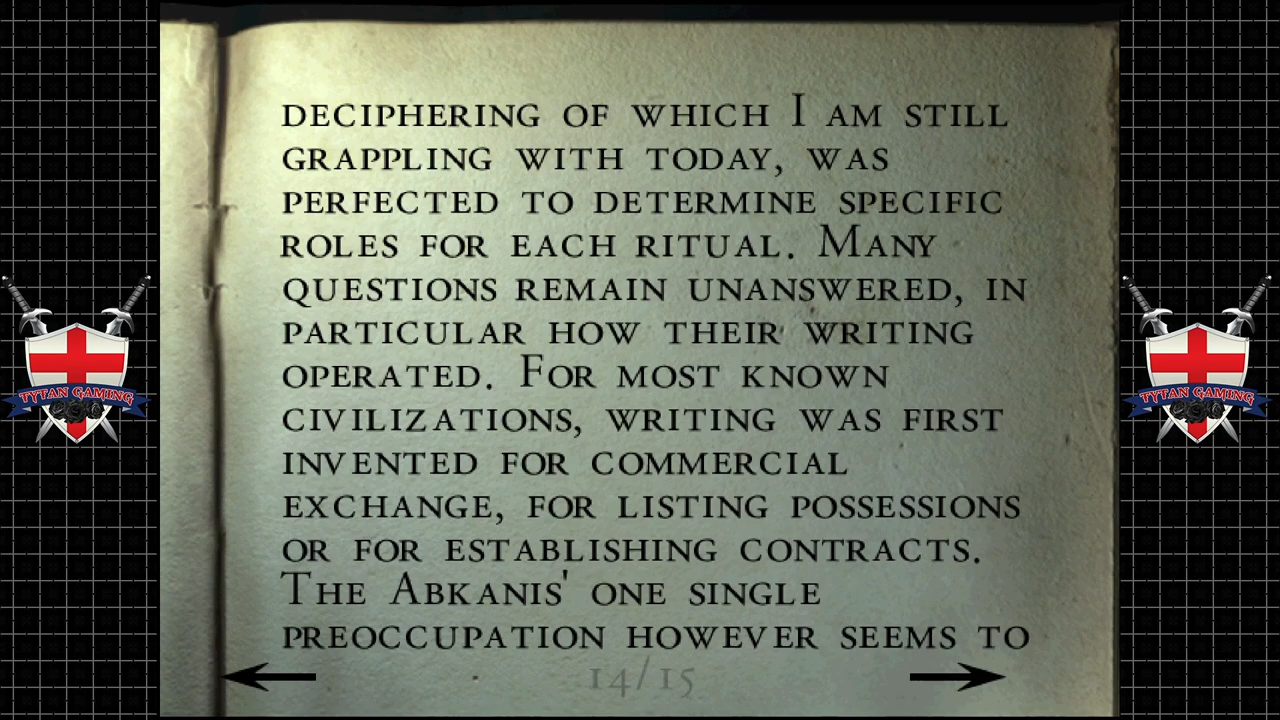 DECIPHERING OF WHICH I AM STILL
GRAPPLING WITH TODAY, WAS
PERFECTED TO DETERMINE SPECIFIC
ROLES FOR EACH RITUAL. MANY
QUESTIONS REMAIN UNANSWERED, IN
PARTICULAR HOW THEIR WRITING
OPERATED. FOR MOST KNOWN
CIVILIZATIONS, WRITING WAS FIRST
INVENTED FOR COMMERCIAL
EXCHANGE, FOR LISTING POSSESSIONS
OR FOR ESTABLISHING CONTRACTS.
THE ABKANIS' ONE SINGLE
PREOCCUPATION HOWEVER SEEMS TO
14/15
TYTAN GAMING
TYTAN GAMING